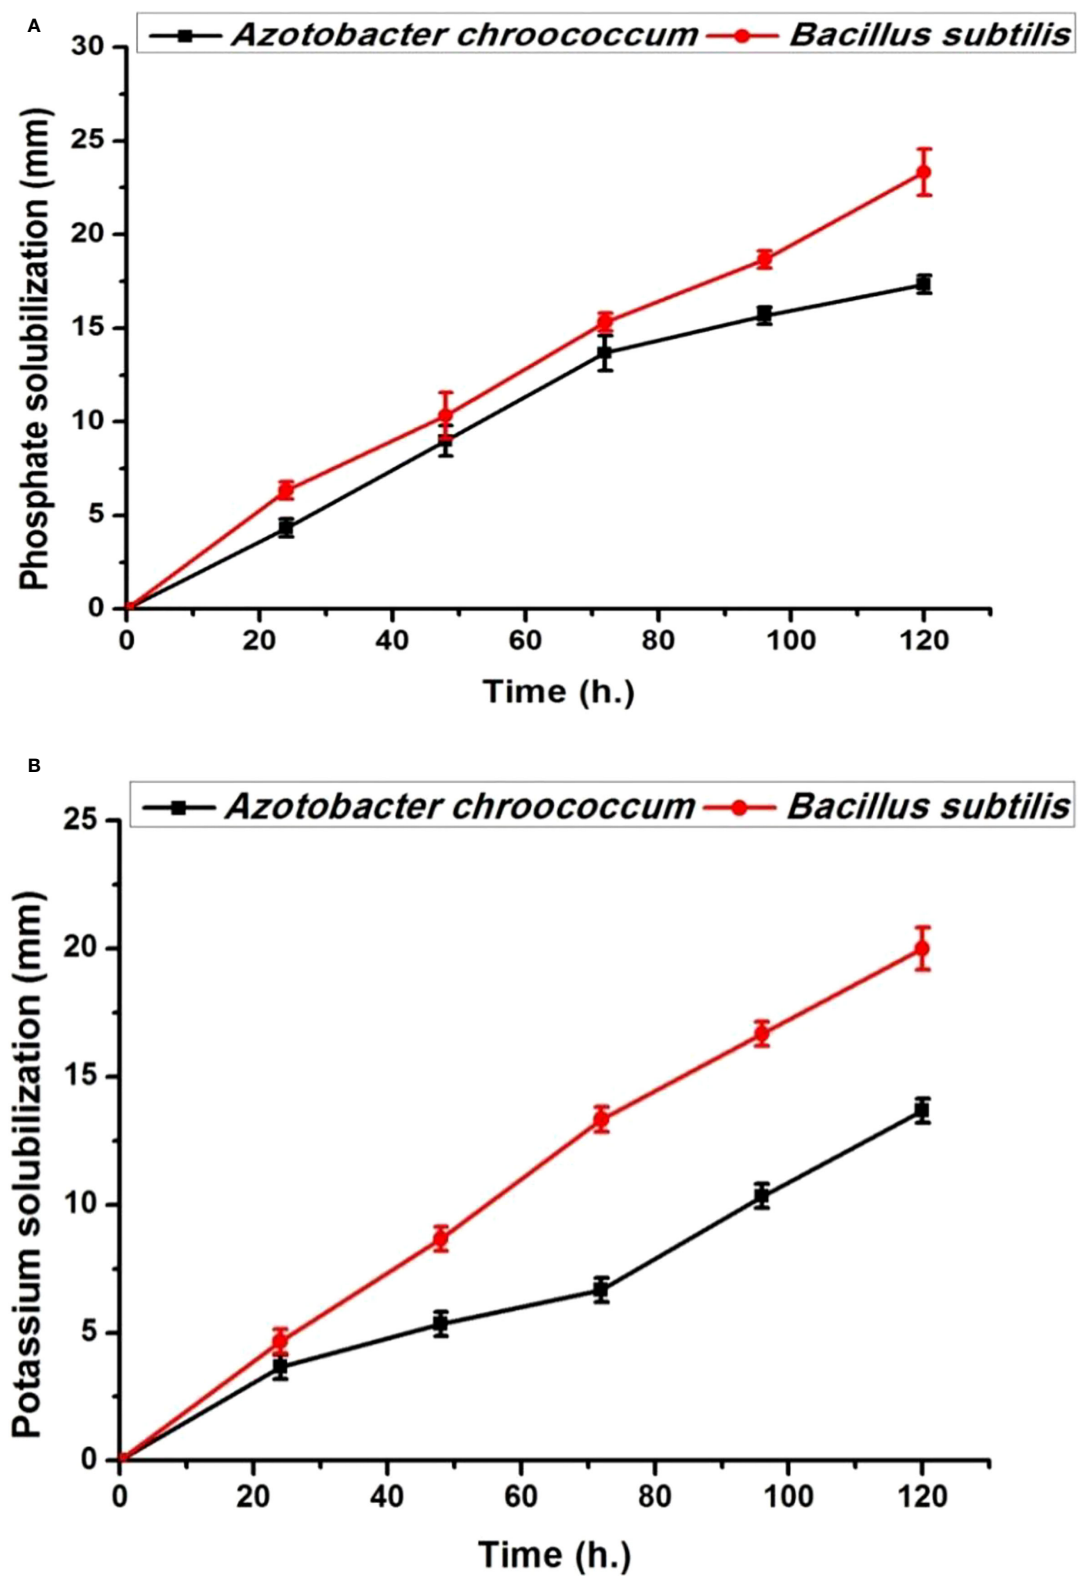 A
Azotobacter chroococcum Bacillus subtilis
30
25
20
15
10
5
0
Phosphate solubilization (mm)
0 20 40 60 80 100 120
Time (h.)
B
Azotobacter chroococcum Bacillus subtilis
25
20
15
10
5
0
Potassium solubilization (mm)
0 20 40 60 80 100 120
Time (h.)